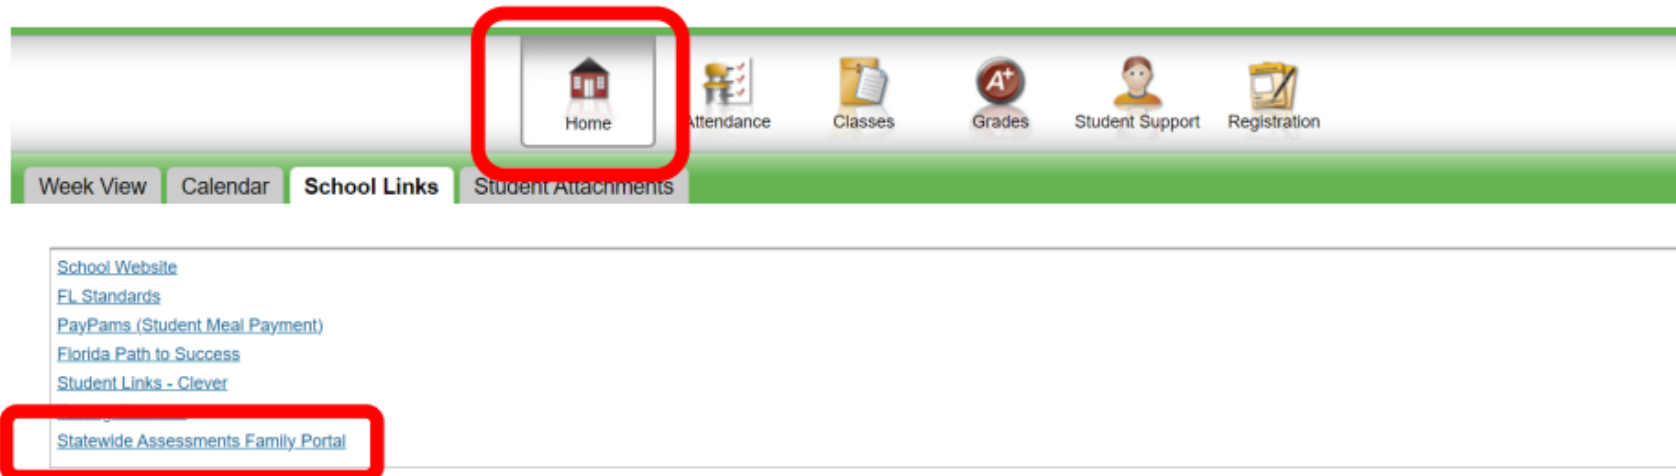 Home
Attendance
Classes
A+
Grades
Student Support
Registration
Week View
Calendar
School Links
Student Attachments
School Website
FL Standards
PayPams (Student Meal Payment)
Florida Path to Success
Student Links - Clever
Statewide Assessments Family Portal